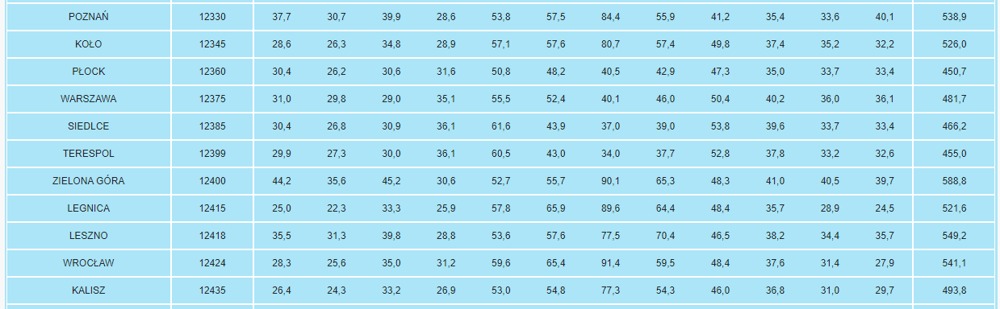 POZNAŃ 12330 37,7 30,7 39,9 28,6 53,8 57,5 84,4 55,9 41,2 35,4 33,6 40,1 538,9
KOŁO 12345 28,6 26,3 34,8 28,9 57,1 57,6 80,7 57,4 49,8 37,4 35,2 32,2 526,0
PŁOCK 12360 30,4 26,2 30,6 31,6 50,8 48,2 40,5 42,9 47,3 35,0 33,7 33,4 450,7
WARSZAWA 12375 31,0 29,8 29,0 35,1 55,5 52,4 40,1 46,0 50,4 40,2 36,0 36,1 481,7
SIEDLCE 12385 30,4 26,8 30,9 36,1 61,6 43,9 37,0 39,0 53,8 39,6 33,7 33,4 466,2
TERESPOL 12399 29,9 27,3 30,0 36,1 60,5 43,0 34,0 37,7 52,8 37,8 33,2 32,6 455,0
ZIELONA GÓRA 12400 44,2 35,6 45,2 30,6 52,7 55,7 90,1 65,3 48,3 41,0 40,5 39,7 588,8
LEGNICA 12415 25,0 22,3 33,3 25,9 57,8 65,9 89,6 64,4 48,4 35,7 28,9 24,5 521,6
LESZNO 12418 35,5 31,3 39,8 28,8 53,6 57,6 77,5 70,4 46,5 38,2 34,4 35,7 549,2
WROCŁAW 12424 28,3 25,6 35,0 31,2 59,6 65,4 91,4 59,5 48,4 37,6 31,4 27,9 541,1
KALISZ 12435 26,4 24,3 33,2 26,9 53,0 54,8 77,3 54,3 46,0 36,8 31,0 29,7 493,8